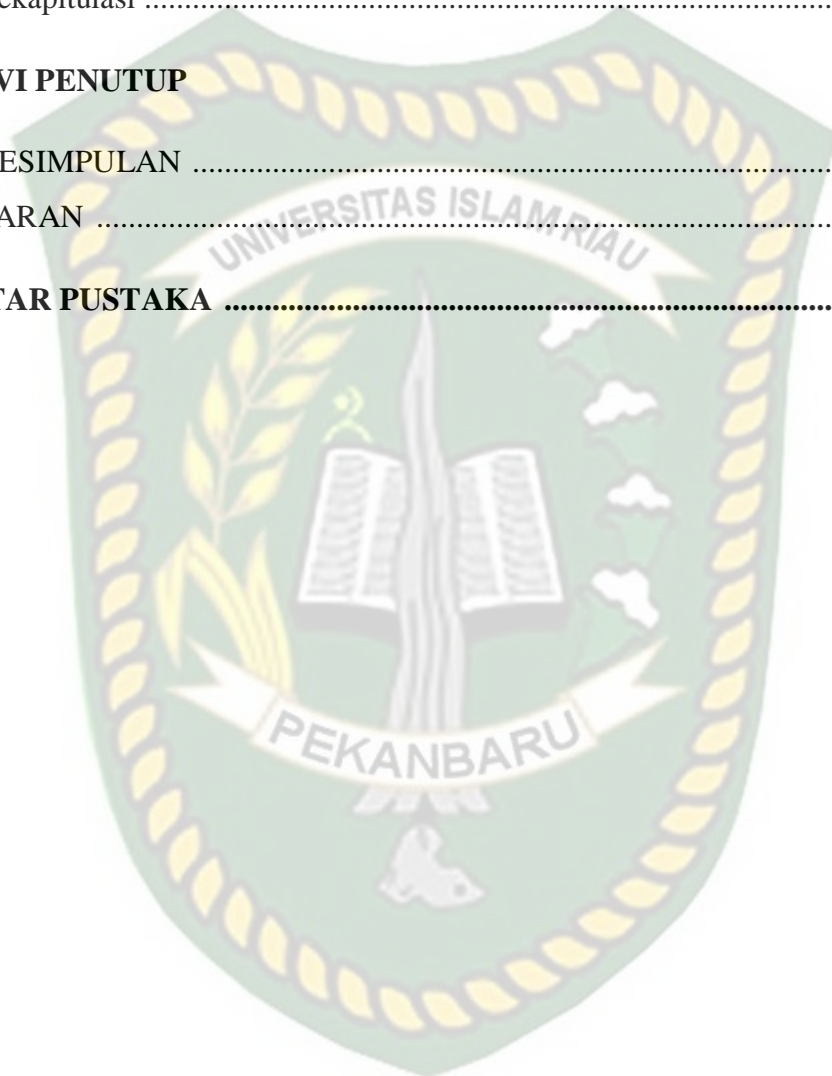 ekapitulasi ................................................................................................
VI PENUTUP
ESIMPULAN ................................................................................................
ARAN ................................................................................................
TAR PUSTAKA ................................................................................................
UNIVERSITAS ISLAM RIAU
PEKANBARU